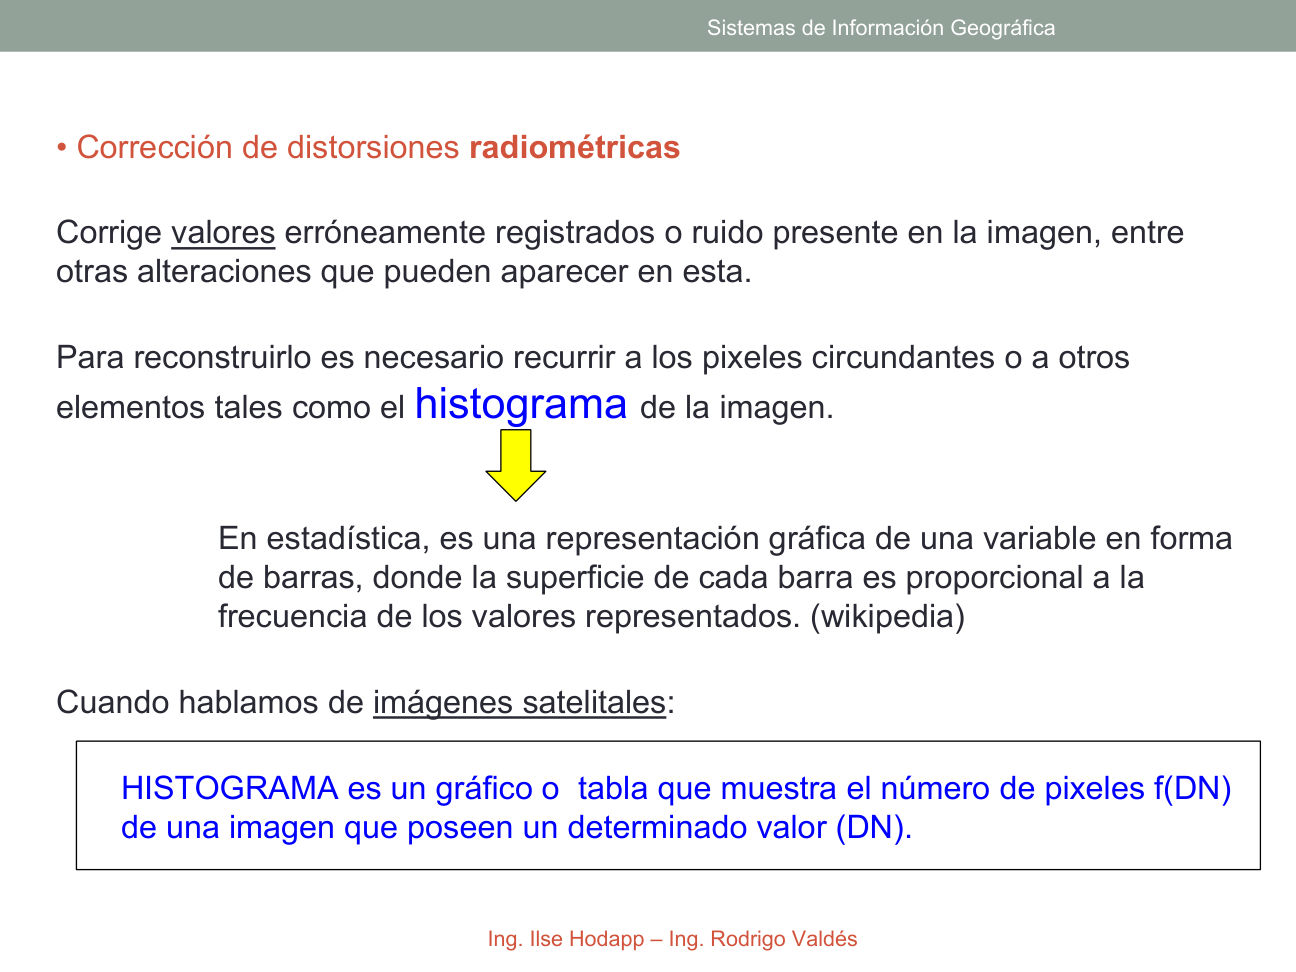 Sistemas de Información Geográfica
• Corrección de distorsiones radiométricas
Corrige valores erróneamente registrados o ruido presente en la imagen, entre
otras alteraciones que pueden aparecer en esta.
Para reconstruirlo es necesario recurrir a los pixeles circundantes o a otros
elementos tales como el histograma de la imagen.
En estadística, es una representación gráfica de una variable en forma
de barras, donde la superficie de cada barra es proporcional a la
frecuencia de los valores representados. (wikipedia)
Cuando hablamos de imágenes satelitales:
HISTOGRAMA es un gráfico o  tabla que muestra el número de pixeles f(DN)
de una imagen que poseen un determinado valor (DN).
Ing. Ilse Hodapp – Ing. Rodrigo Valdés